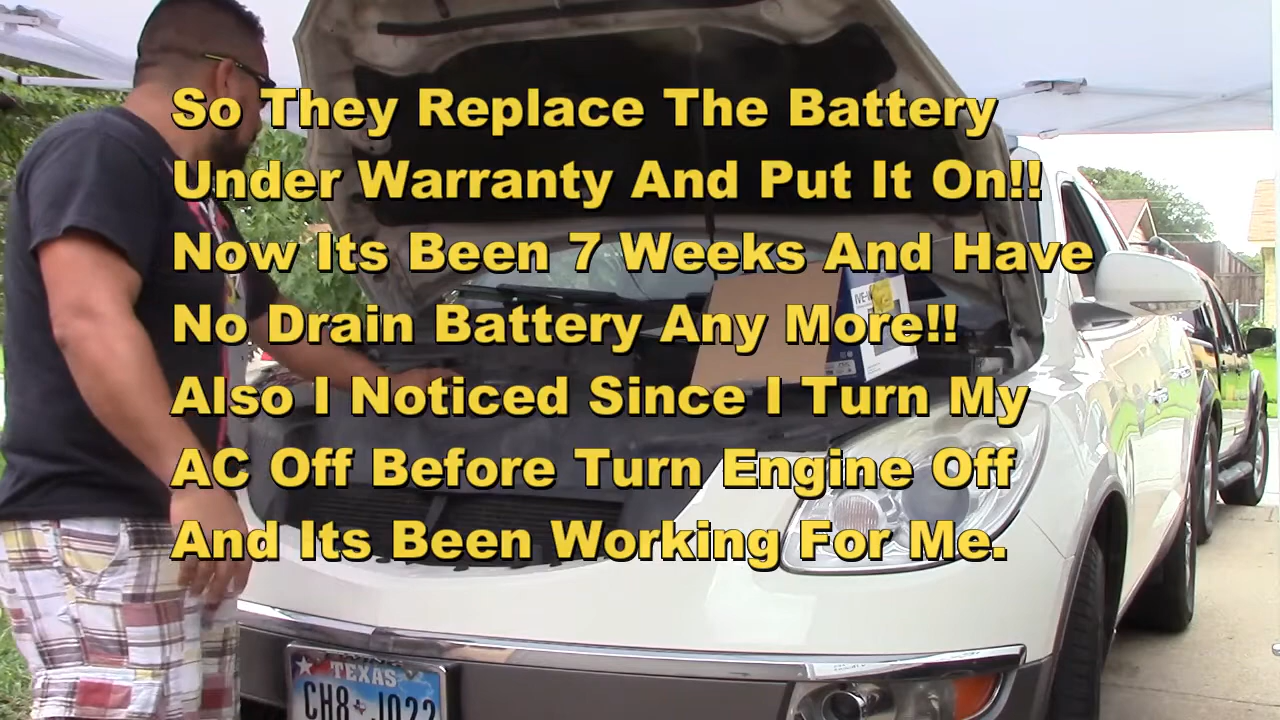 So They Replace The Battery
Under Warranty And Put It On!!
Now Its Been 7 Weeks And Have
No Drain Battery Any More!!
Also I Noticed Since I Turn My
AC Off Before Turn Engine Off
And Its Been Working For Me.
TEXAS